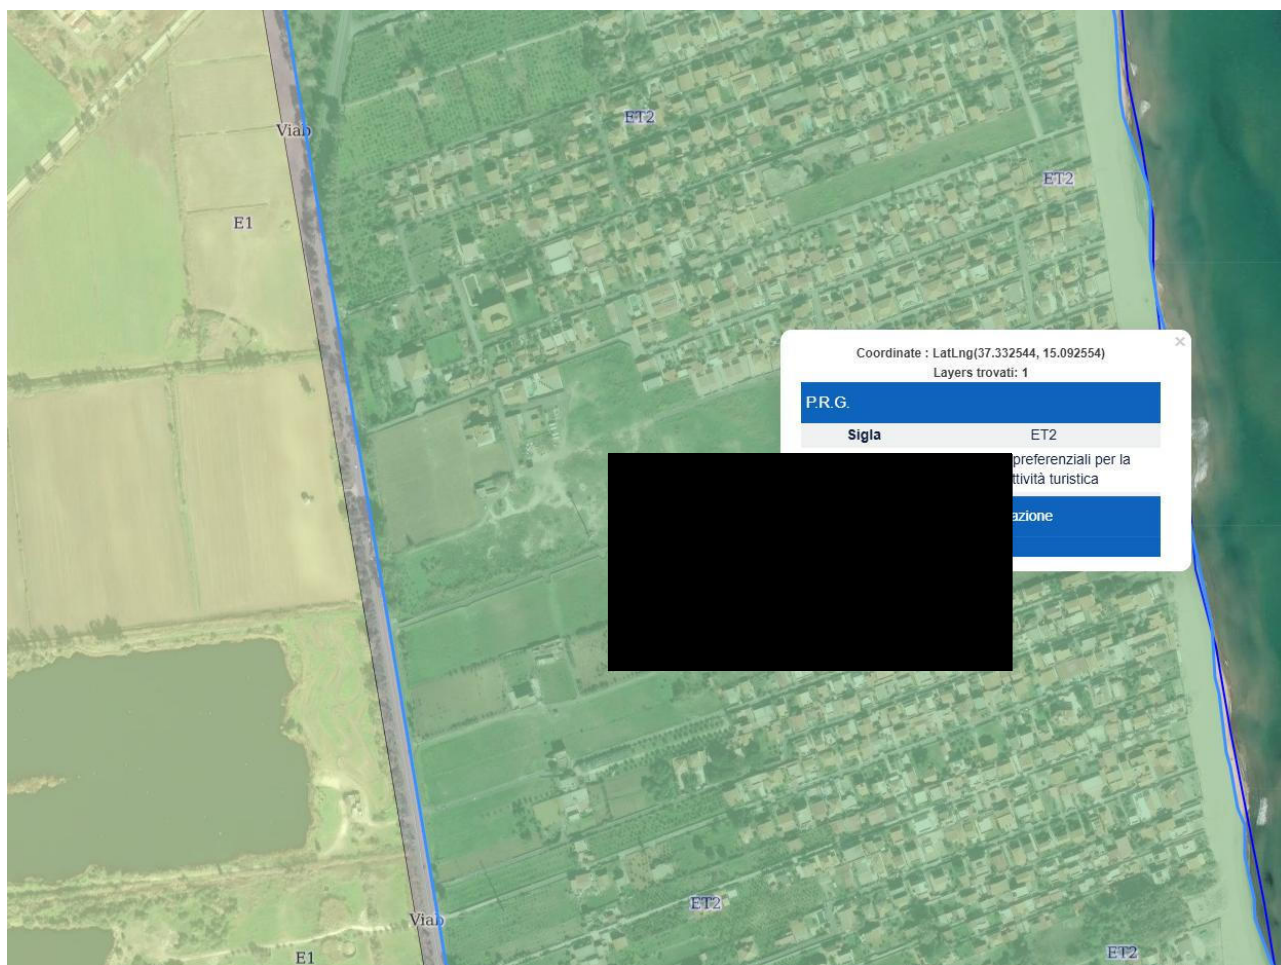 ET2
Viab
ET2
E1
×
Coordinate : LatLng(37.332544, 15.092554)
Layers trovati: 1
P.R.G.
Sigla ET2
preferenziali per la
ttività turistica
azione
ET2
Viab
ET2
E1